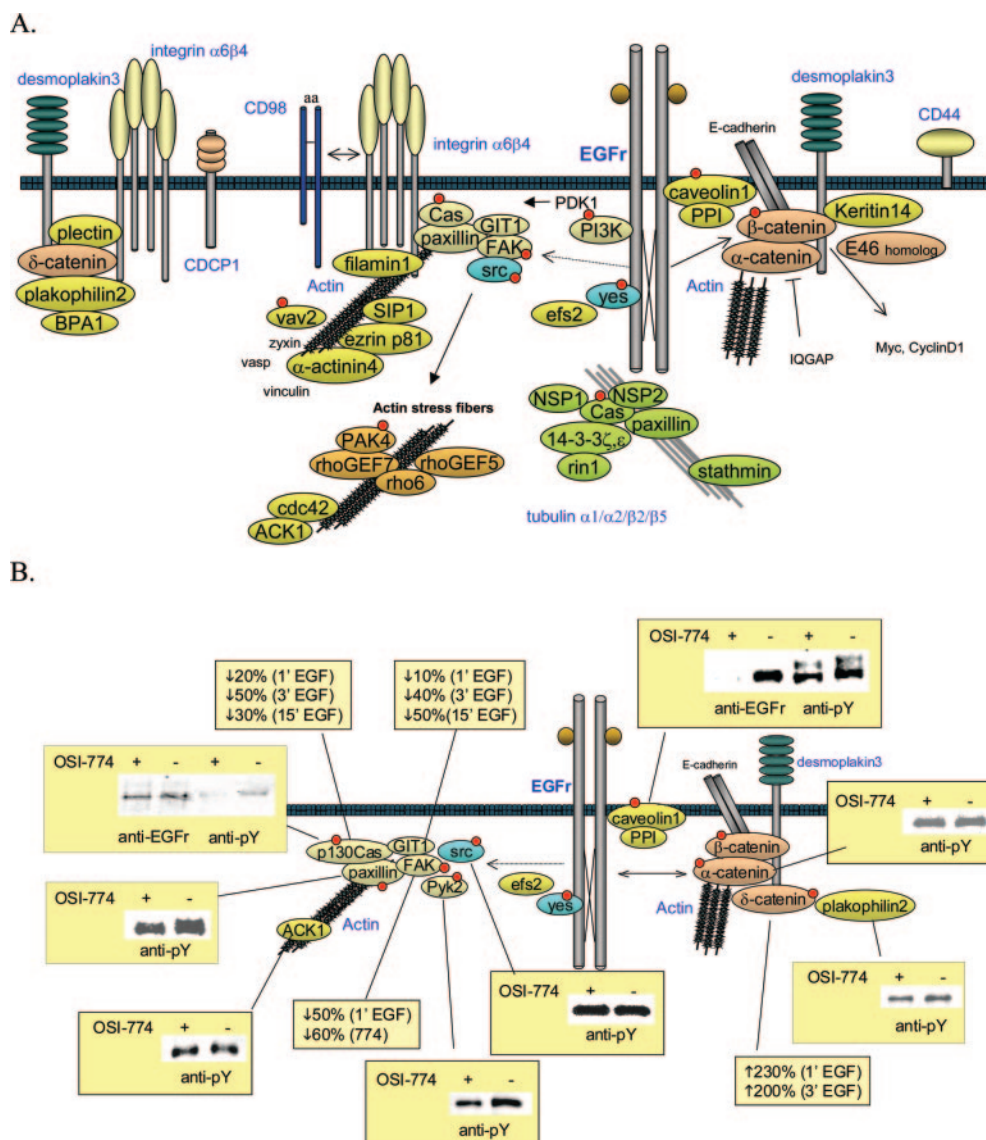 A.
integrin α6β4
desmoplakin3
CD98
aa
integrin α6β4
EGFr
E-cadherin
desmoplakin3
CD44
plectin
δ-catenin
plakophilin2
BPA1
CDCP1
Cas
paxillin
GIT1
FAK
src
PDK1
PI3K
caveolin1
PPI
β-catenin
α-catenin
Keritin14
E46 homolog
filamin1
Actin
vav2
SIP1
zyxin
ezrin p81
vasp
α-actinin4
vinculin
efs2
yes
Actin
IQGAP
Myc, CyclinD1
Actin stress fibers
PAK4
rhoGEF7
rhoGEF5
rho6
cdc42
ACK1
NSP1
NSP2
Cas
paxillin
14-3-3ζ,ε
rin1
stathmin
tubulin α1/α2/β2/β5
B.
OSI-774 + - + -
anti-EGFr anti-pY
↓20% (1' EGF)
↓50% (3' EGF)
↓30% (15' EGF)
↓10% (1' EGF)
↓40% (3' EGF)
↓50%(15' EGF)
OSI-774 + - + -
anti-EGFr anti-pY
EGFr
E-cadherin
desmoplakin3
OSI-774 + -
anti-pY
p130Cas
GIT1
src
paxillin
FAK
Pyk2
caveolin1
PPI
β-catenin
α-catenin
δ-catenin
plakophilin2
efs2
yes
Actin
Actin
ACK1
OSI-774 + -
anti-pY
OSI-774 + -
anti-pY
↓50% (1' EGF)
↓60% (774)
OSI-774 + -
anti-pY
OSI-774 + -
anti-pY
OSI-774 + -
anti-pY
↑230% (1' EGF)
↑200% (3' EGF)